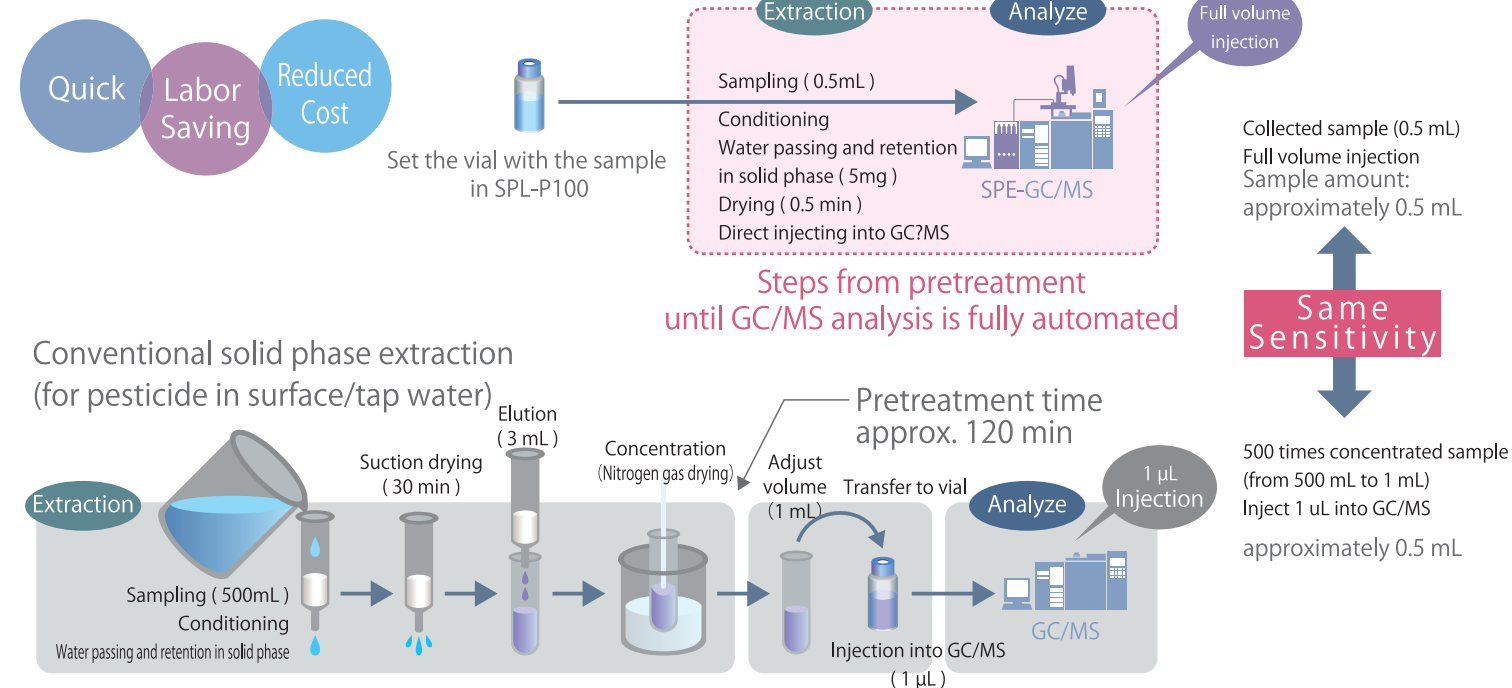 Quick
Labor
Saving
Reduced
Cost
Set the vial with the sample
in SPL-P100
Extraction
Analyze
Full volume
injection
Sampling ( 0.5mL )
Conditioning
Water passing and retention
in solid phase ( 5mg )
Drying ( 0.5 min )
Direct injecting into GC?MS
SPE-GC/MS
Steps from pretreatment
until GC/MS analysis is fully automated
Collected sample (0.5 mL)
Full volume injection
Sample amount:
approximately 0.5 mL
Same
Sensitivity
500 times concentrated sample
(from 500 mL to 1 mL)
Inject 1 uL into GC/MS
approximately 0.5 mL
Conventional solid phase extraction
(for pesticide in surface/tap water)
Pretreatment time
approx. 120 min
Extraction
Sampling ( 500mL )
Conditioning
Water passing and retention in solid phase
Suction drying
( 30 min )
Elution
( 3 mL )
Concentration
(Nitrogen gas drying)
Adjust
volume
(1 mL)
Transfer to vial
Injection into GC/MS
( 1 µL )
Analyze
1 µL
Injection
GC/MS